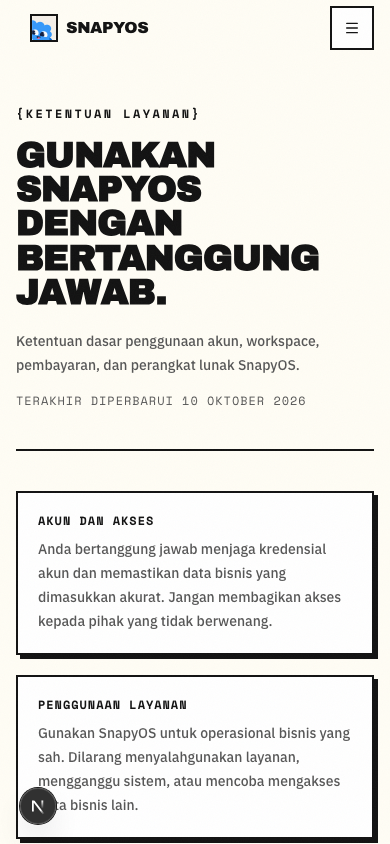 SNAPYOS
☰
{KETENTUAN LAYANAN}
GUNAKAN
SNAPYOS
DENGAN
BERTANGGUNG
JAWAB.
Ketentuan dasar penggunaan akun, workspace,
pembayaran, dan perangkat lunak SnapyOS.
TERAKHIR DIPERBARUI 10 OKTOBER 2026
AKUN DAN AKSES
Anda bertanggung jawab menjaga kredensial
akun dan memastikan data bisnis yang
dimasukkan akurat. Jangan membagikan akses
kepada pihak yang tidak berwenang.
PENGGUNAAN LAYANAN
Gunakan SnapyOS untuk operasional bisnis yang
sah. Dilarang menyalahgunakan layanan,
mengganggu sistem, atau mencoba mengakses
bisnis lain.
N